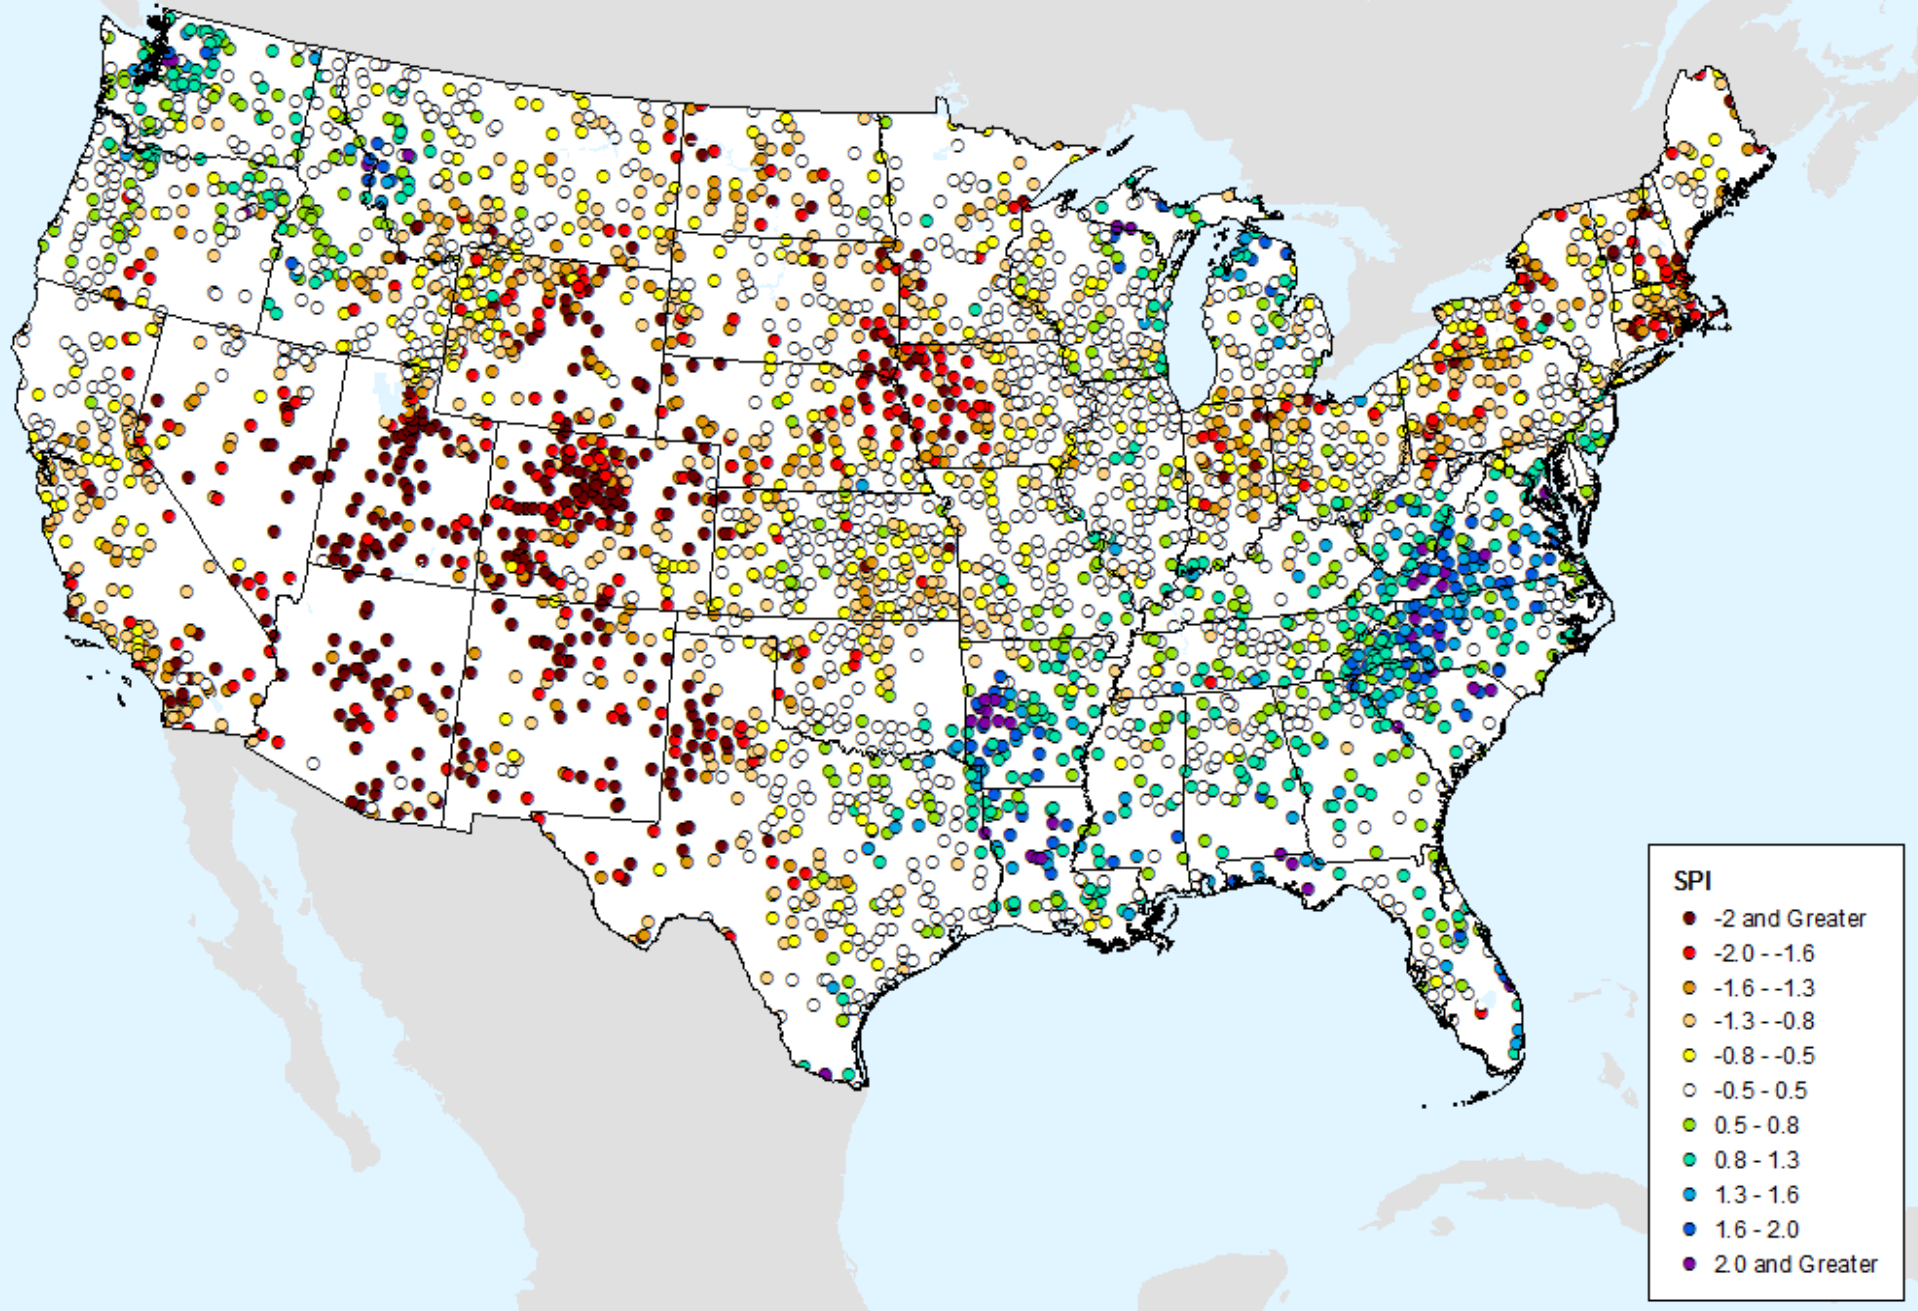 SPI
-2 and Greater
-2.0 - -1.6
-1.6 - -1.3
-1.3 - -0.8
-0.8 - -0.5
-0.5 - 0.5
0.5 - 0.8
0.8 - 1.3
1.3 - 1.6
1.6 - 2.0
2.0 and Greater